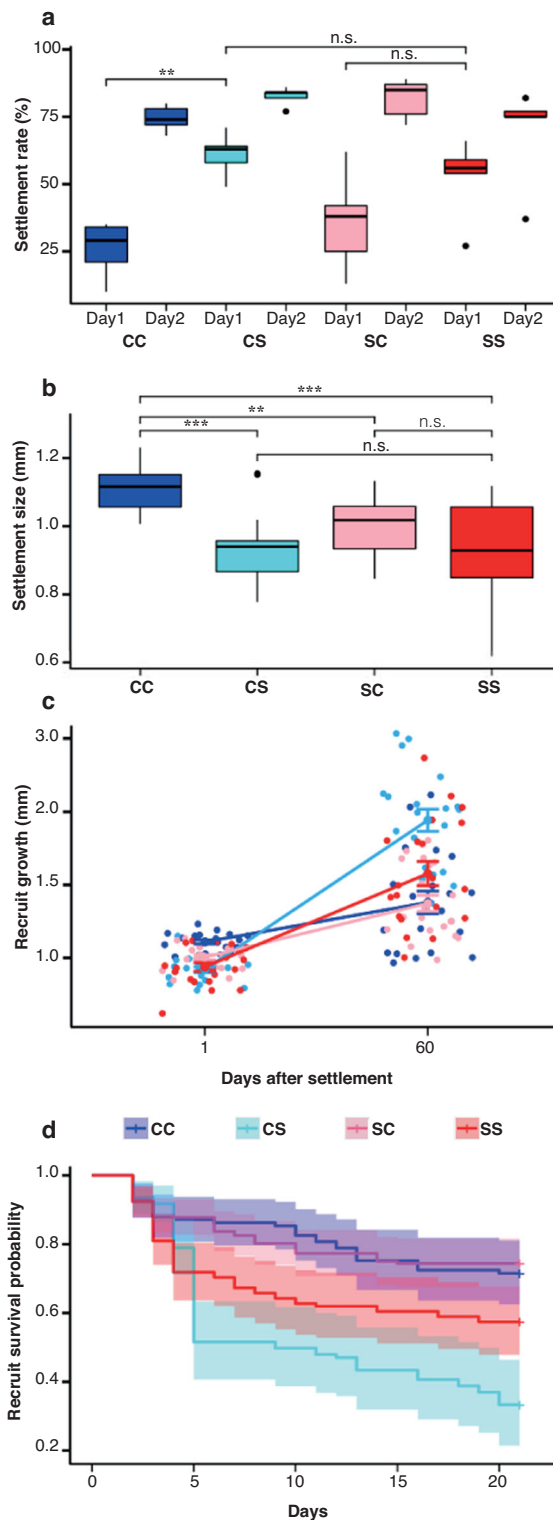 a
n.s.
n.s.
**
100
75
50
25
Settlement rate (%)
Day1 Day2 Day1 Day2 Day1 Day2 Day1 Day2
CC CS SC SS
b
***
**
n.s.
***
n.s.
1.2
1.0
0.8
0.6
Settlement size (mm)
CC CS SC SS
c
3.0
2.0
1.5
1.0
Recruit growth (mm)
1 60
Days after settlement
d
CC CS SC SS
1.0
0.8
0.6
0.4
0.2
Recruit survival probability
0 5 10 15 20
Days